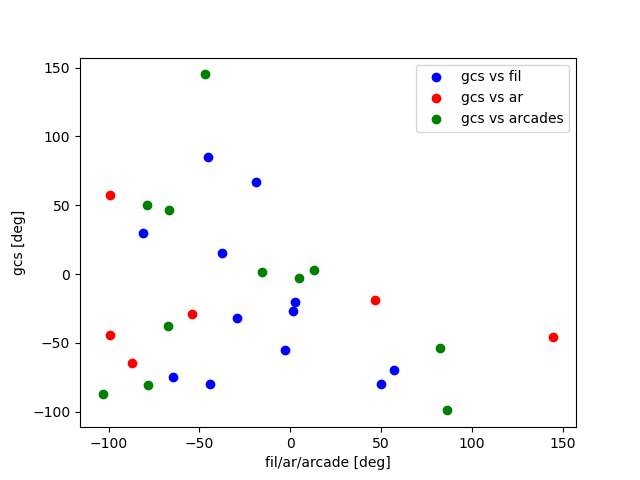 gcs vs fil
gcs vs ar
gcs vs arcades
150
100
50
0
−50
−100
gcs [deg]
−100 −50 0 50 100 150
fil/ar/arcade [deg]